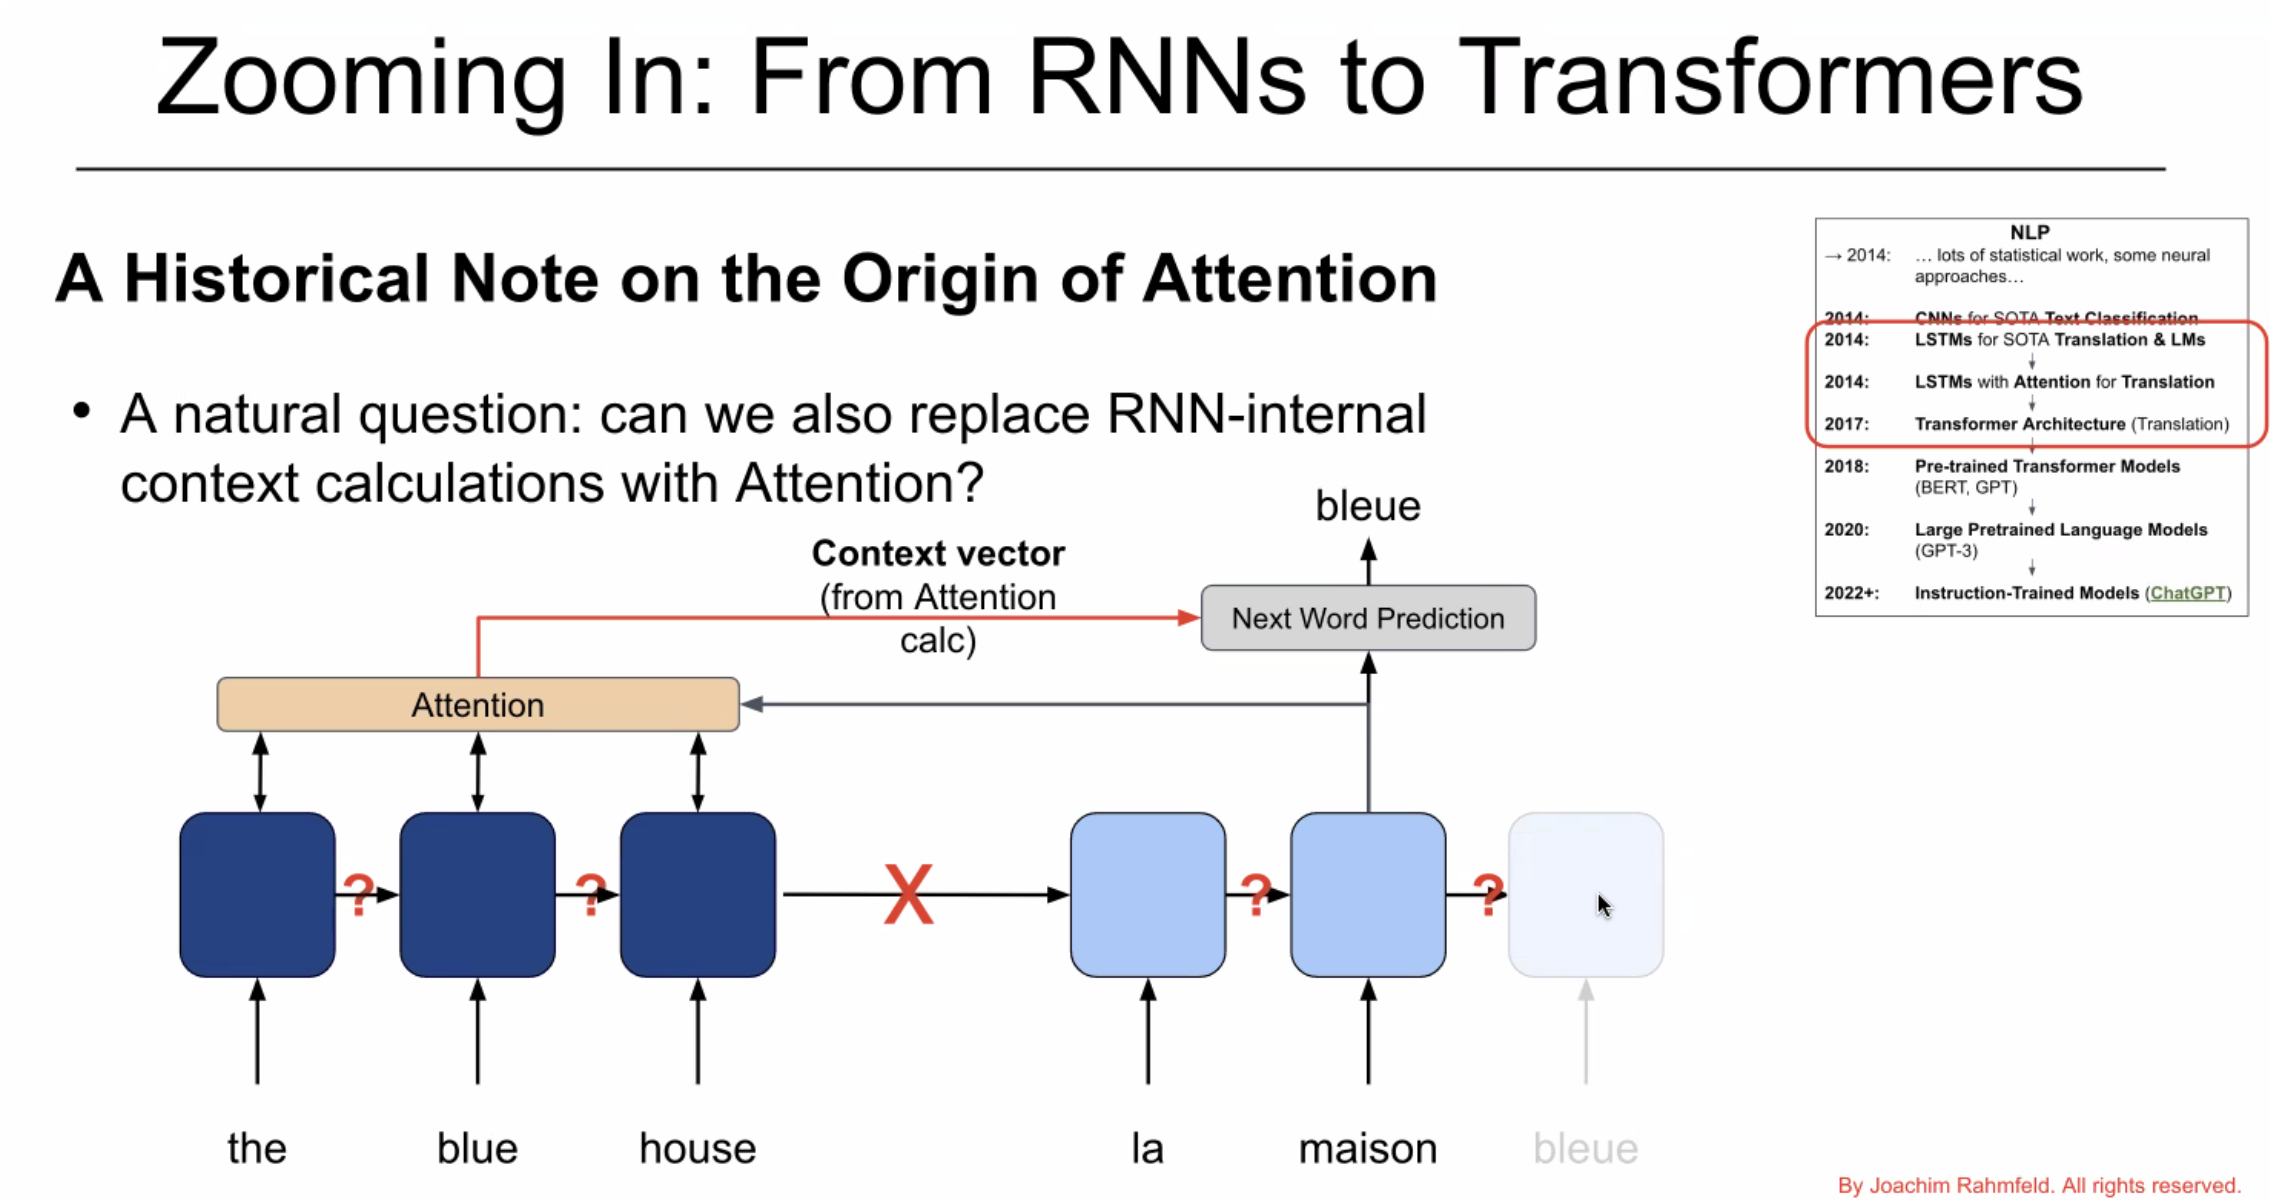 Zooming In: From RNNs to Transformers
A Historical Note on the Origin of Attention
• A natural question: can we also replace RNN-internal
context calculations with Attention?
NLP
→ 2014: … lots of statistical work, some neural
approaches…
2014: CNNs for SOTA Text Classification
2014: LSTMs for SOTA Translation & LMs
2014: LSTMs with Attention for Translation
2017: Transformer Architecture (Translation)
2018: Pre-trained Transformer Models
(BERT, GPT)
2020: Large Pretrained Language Models
(GPT-3)
2022+: Instruction-Trained Models (ChatGPT)
bleue
Context vector
(from Attention
calc)
Next Word Prediction
Attention
? ? X ? ?
the blue house la maison bleue
By Joachim Rahmfeld. All rights reserved.